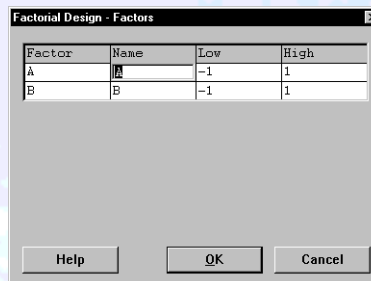 Factorial Design - Factors
Factor Name Low High
A A -1 1
B B -1 1
Help OK Cancel